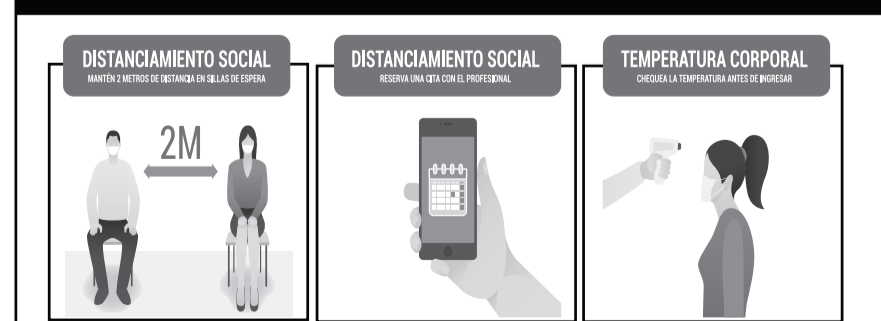 DISTANCIAMIENTO SOCIAL
MANTÉN 2 METROS DE DISTANCIA EN SILLAS DE ESPERA
2M
DISTANCIAMIENTO SOCIAL
RESERVA UNA CITA CON EL PROFESIONAL
TEMPERATURA CORPORAL
CHEQUEA LA TEMPERATURA ANTES DE INGRESAR